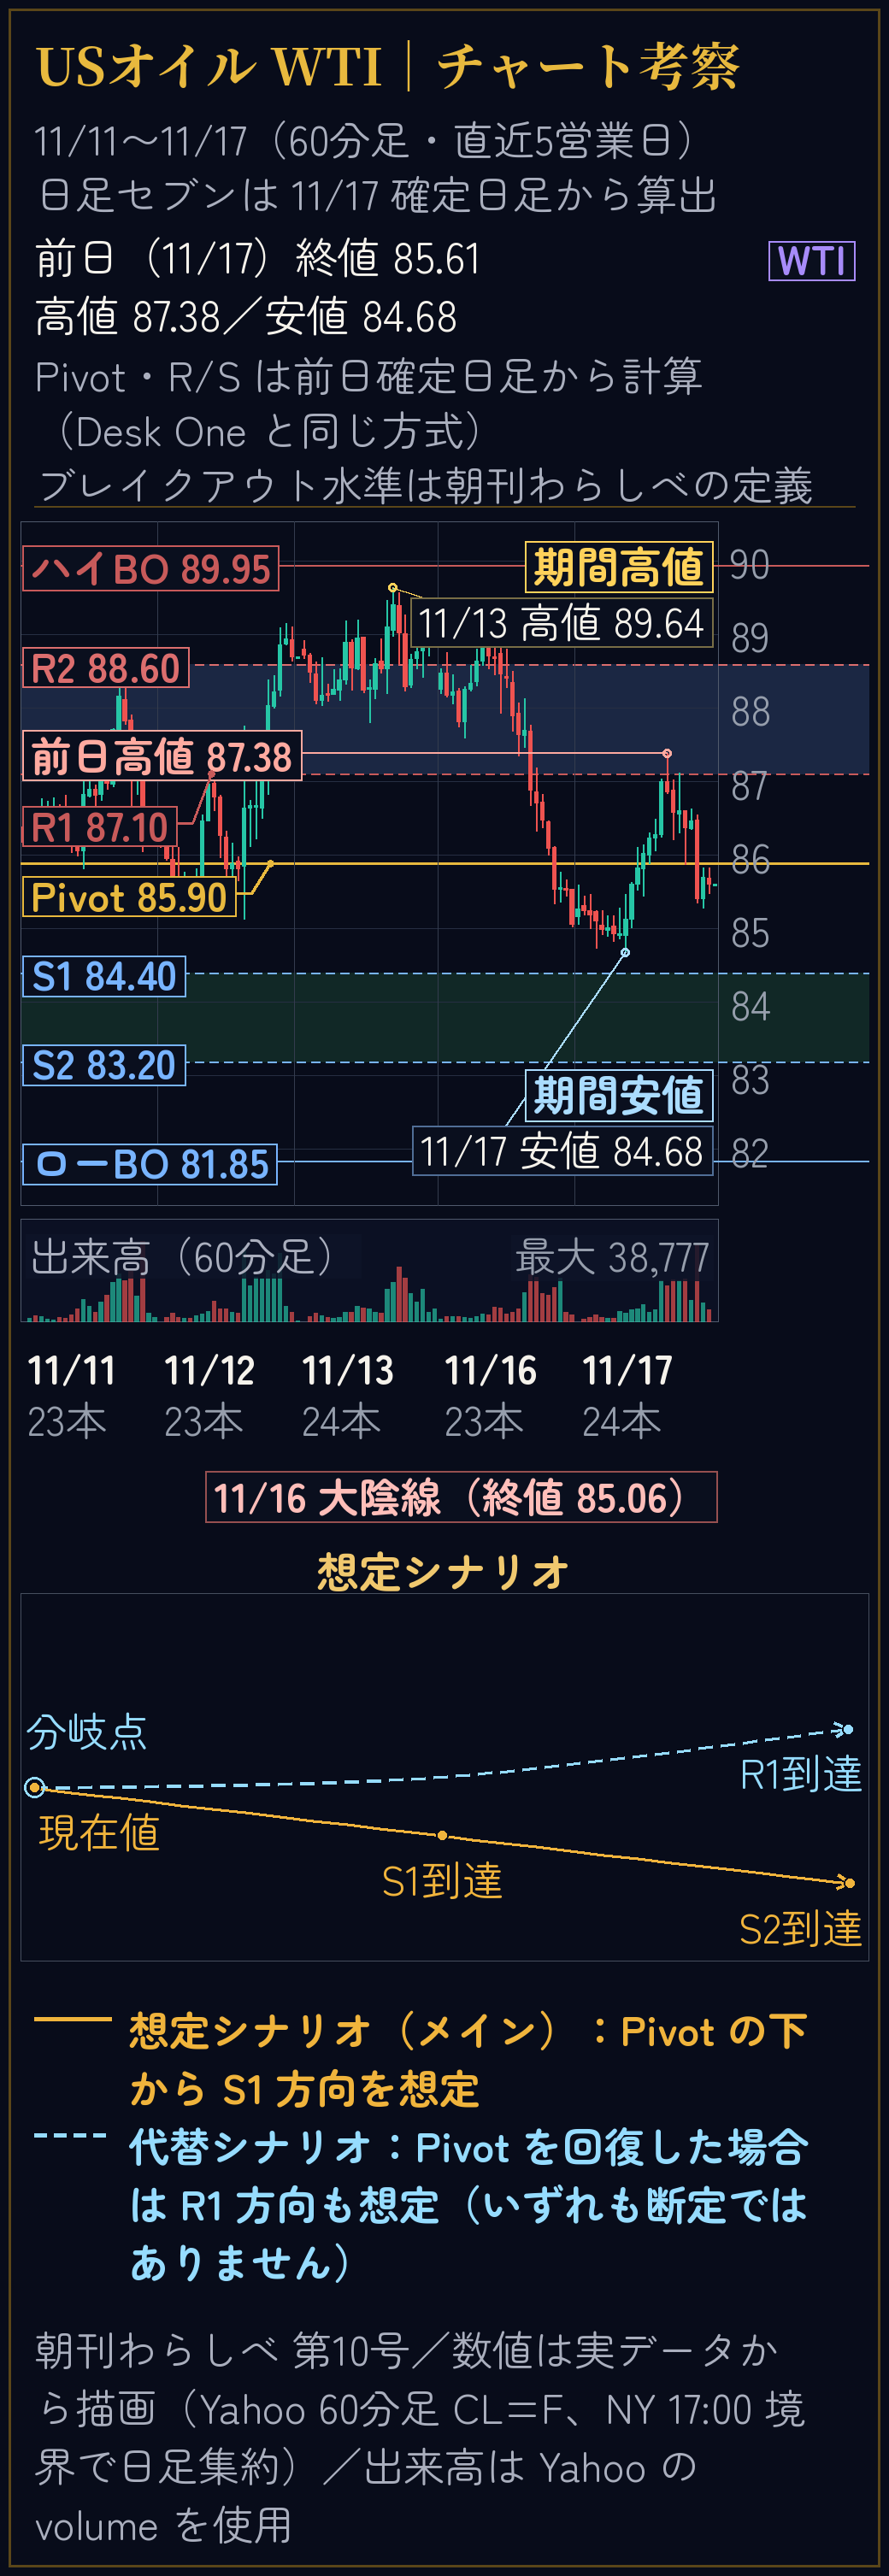 USオイル WTI｜チャート考察
11/11〜11/17（60分足・直近5営業日）
日足セブンは 11/17 確定日足から算出
前日（11/17）終値 85.61
WTI
高値 87.38／安値 84.68
Pivot・R/S は前日確定日足から計算
（Desk One と同じ方式）
ブレイクアウト水準は朝刊わらしべの定義
ハイBO 89.95
期間高値
90
11/13 高値 89.64
89
R2 88.60
88
前日高値 87.38
87
R1 87.10
86
Pivot 85.90
85
S1 84.40
84
S2 83.20
83
期間安値
ローBO 81.85
11/17 安値 84.68
82
出来高（60分足）
最大 38,777
11/11
11/12
11/13
11/16
11/17
23本
23本
24本
23本
24本
11/16 大陰線（終値 85.06）
想定シナリオ
分岐点
R1到達
現在値
S1到達
S2到達
想定シナリオ（メイン）：Pivot の下
から S1 方向を想定
代替シナリオ：Pivot を回復した場合
は R1 方向も想定（いずれも断定では
ありません）
朝刊わらしべ 第10号／数値は実データか
ら描画（Yahoo 60分足 CL=F、NY 17:00 境
界で日足集約）／出来高は Yahoo の
volume を使用